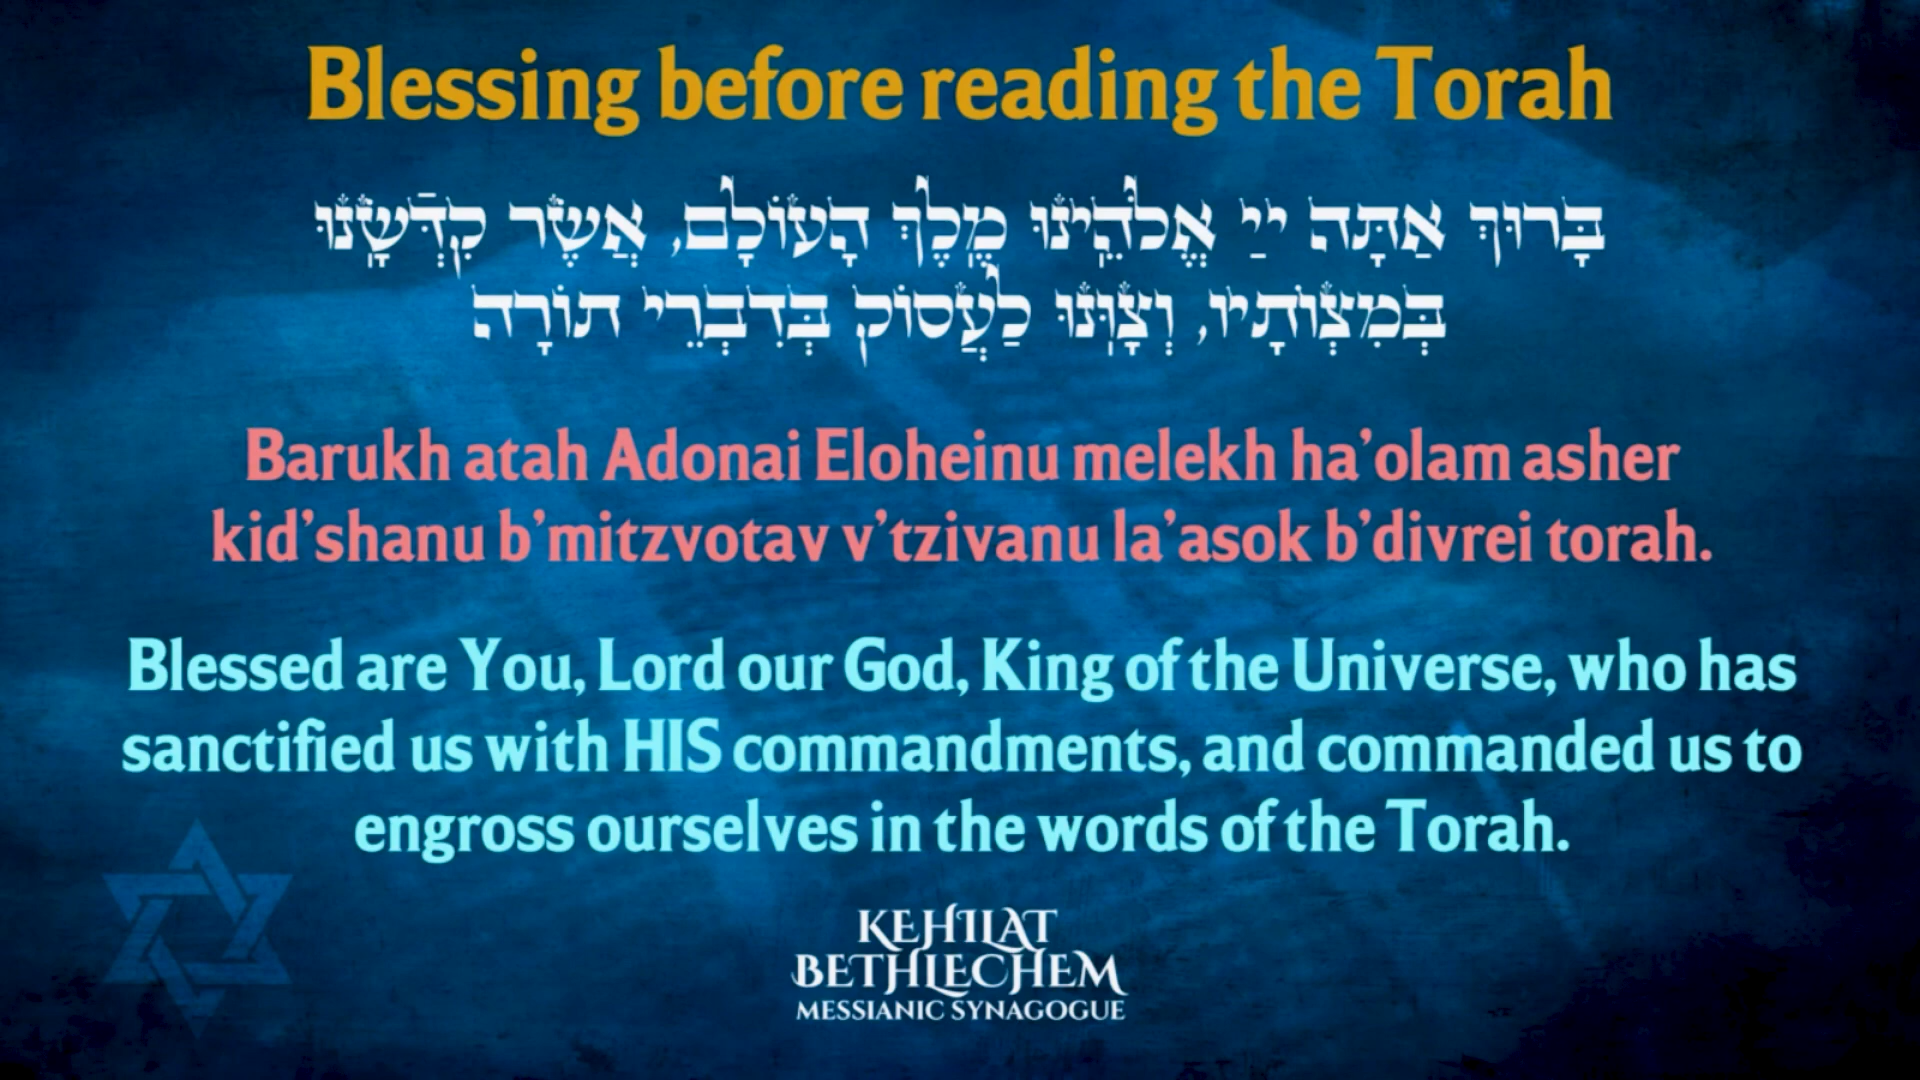 Blessing before reading the Torah
בָּרוּךְ אַתָּה יְיַ אֱלֹהֵֽינוּ מֶֽלֶךְ הָעוֹלָם, אֲשֶׁר קִדְּשָֽׁנוּ
בְּמִצְוֹתָיו, וְצִוָּֽנוּ לַעֲסוֹק בְּדִבְרֵי תוֹרָה
Barukh atah Adonai Eloheinu melekh ha’olam asher
kid’shanu b’mitzvotav v’tzivanu la’asok b’divrei torah.
Blessed are You, Lord our God, King of the Universe, who has
sanctified us with HIS commandments, and commanded us to
engross ourselves in the words of the Torah.
KEHILAT
BETHLECHEM
MESSIANIC SYNAGOGUE